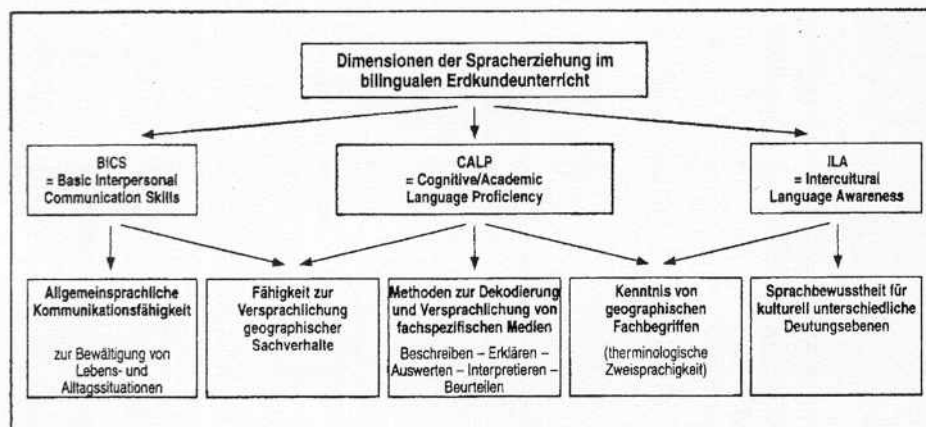 Dimensionen der Spracherziehung im
bilingualen Erdkundeunterricht
BICS
= Basic Interpersonal
Communication Skills
CALP
= Cognitive/Academic
Language Proficiency
ILA
= Intercultural
Language Awareness
Allgemeinsprachliche
Kommunikationsfähigkeit
zur Bewältigung von
Lebens- und
Alltagssituationen
Fähigkeit zur
Versprachlichung
geographischer
Sachverhalte
Methoden zur Dekodierung
und Versprachlichung von
fachspezifischen Medien
Beschreiben – Erklären –
Auswerten – Interpretieren –
Beurteilen
Kenntnis von
geographischen
Fachbegriffen
(therminologische
Zweisprachigkeit)
Sprachbewusstheit für
kulturell unterschiedliche
Deutungsebenen